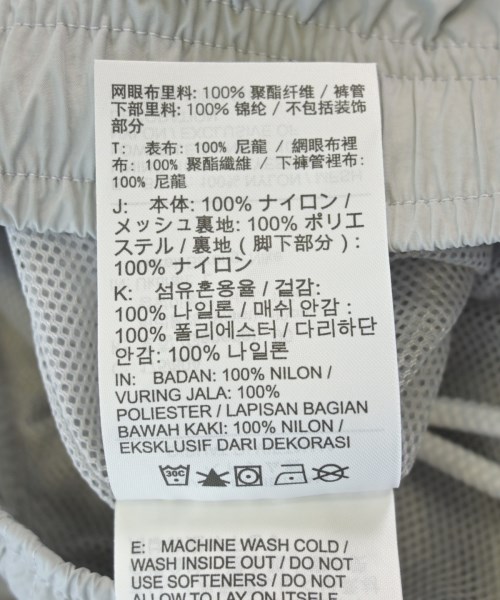 网眼布里料: 100% 聚酯纤维 / 裤管
下部里料: 100% 锦纶 / 不包括装饰
部分
T: 表布: 100% 尼龍 / 網眼布裡
布: 100% 聚酯纖維 / 下褲管裡布:
100% 尼龍
J: 本体: 100% ナイロン /
メッシュ裏地: 100% ポリエ
ステル / 裏地 ( 脚下部分 ) :
100% ナイロン
K: 섬유혼용율 / 겉감:
100% 나일론 / 매쉬 안감 :
100% 폴리에스터 / 다리하단
안감: 100% 나일론
IN: BADAN: 100% NILON /
VURING JALA: 100%
POLIESTER / LAPISAN BAGIAN
BAWAH KAKI: 100% NILON /
EKSKLUSIF DARI DEKORASI
30C
E: MACHINE WASH COLD /
WASH INSIDE OUT / DO NOT
USE SOFTENERS / DO NOT
ALLOW TO LAY ON ITSELF